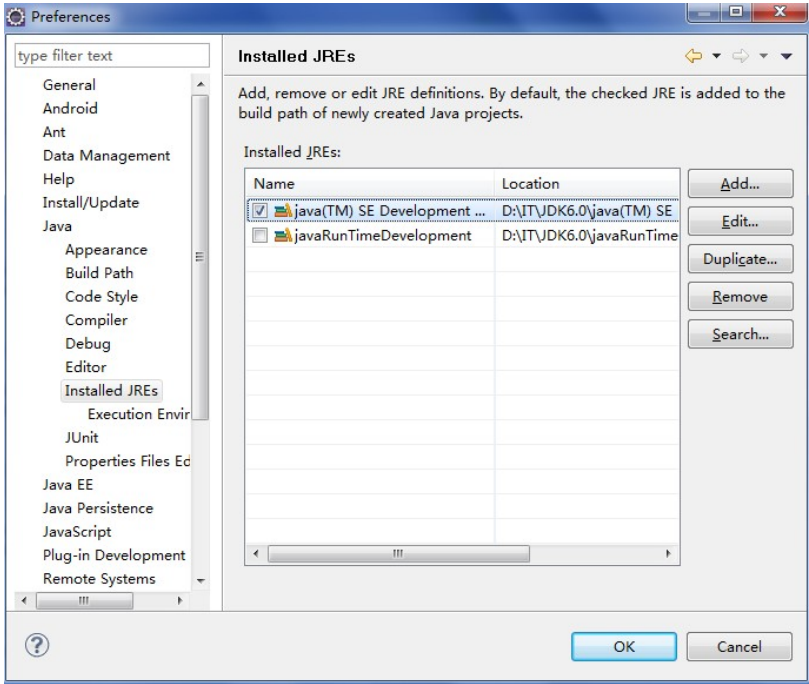 Preferences
type filter text
General
Android
Ant
Data Management
Help
Install/Update
Java
Appearance
Build Path
Code Style
Compiler
Debug
Editor
Installed JREs
Execution Envir
JUnit
Properties Files Ed
Java EE
Java Persistence
JavaScript
Plug-in Development
Remote Systems
Installed JREs
Add, remove or edit JRE definitions. By default, the checked JRE is added to the
build path of newly created Java projects.
Installed JREs:
Name Location
java(TM) SE Development ... D:\IT\JDK6.0\java(TM) SE
javaRunTimeDevelopment D:\IT\JDK6.0\javaRunTime
Add...
Edit...
Duplicate...
Remove
Search...
OK Cancel